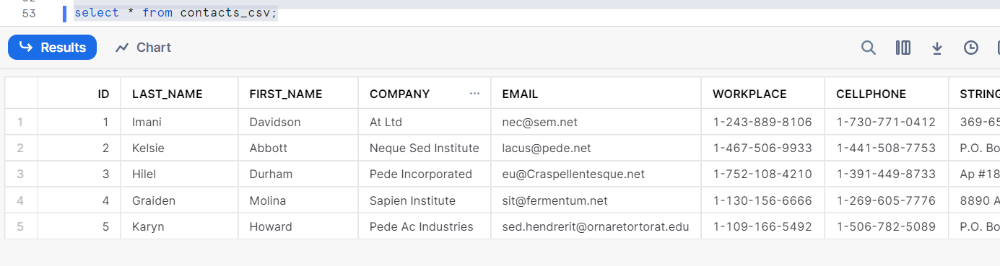 53 select * from contacts_csv;
Results Chart
ID LAST_NAME FIRST_NAME COMPANY ... EMAIL WORKPLACE CELLPHONE STRING
1 1 Imani Davidson At Ltd nec@sem.net 1-243-889-8106 1-730-771-0412 369-65
2 2 Kelsie Abbott Neque Sed Institute lacus@pede.net 1-467-506-9933 1-441-508-7753 P.O. Bo
3 3 Hilel Durham Pede Incorporated eu@Craspellentesque.net 1-752-108-4210 1-391-449-8733 Ap #18
4 4 Graiden Molina Sapien Institute sit@fermentum.net 1-130-156-6666 1-269-605-7776 8890 A
5 5 Karyn Howard Pede Ac Industries sed.hendrerit@ornaretortorat.edu 1-109-166-5492 1-506-782-5089 P.O. Bo